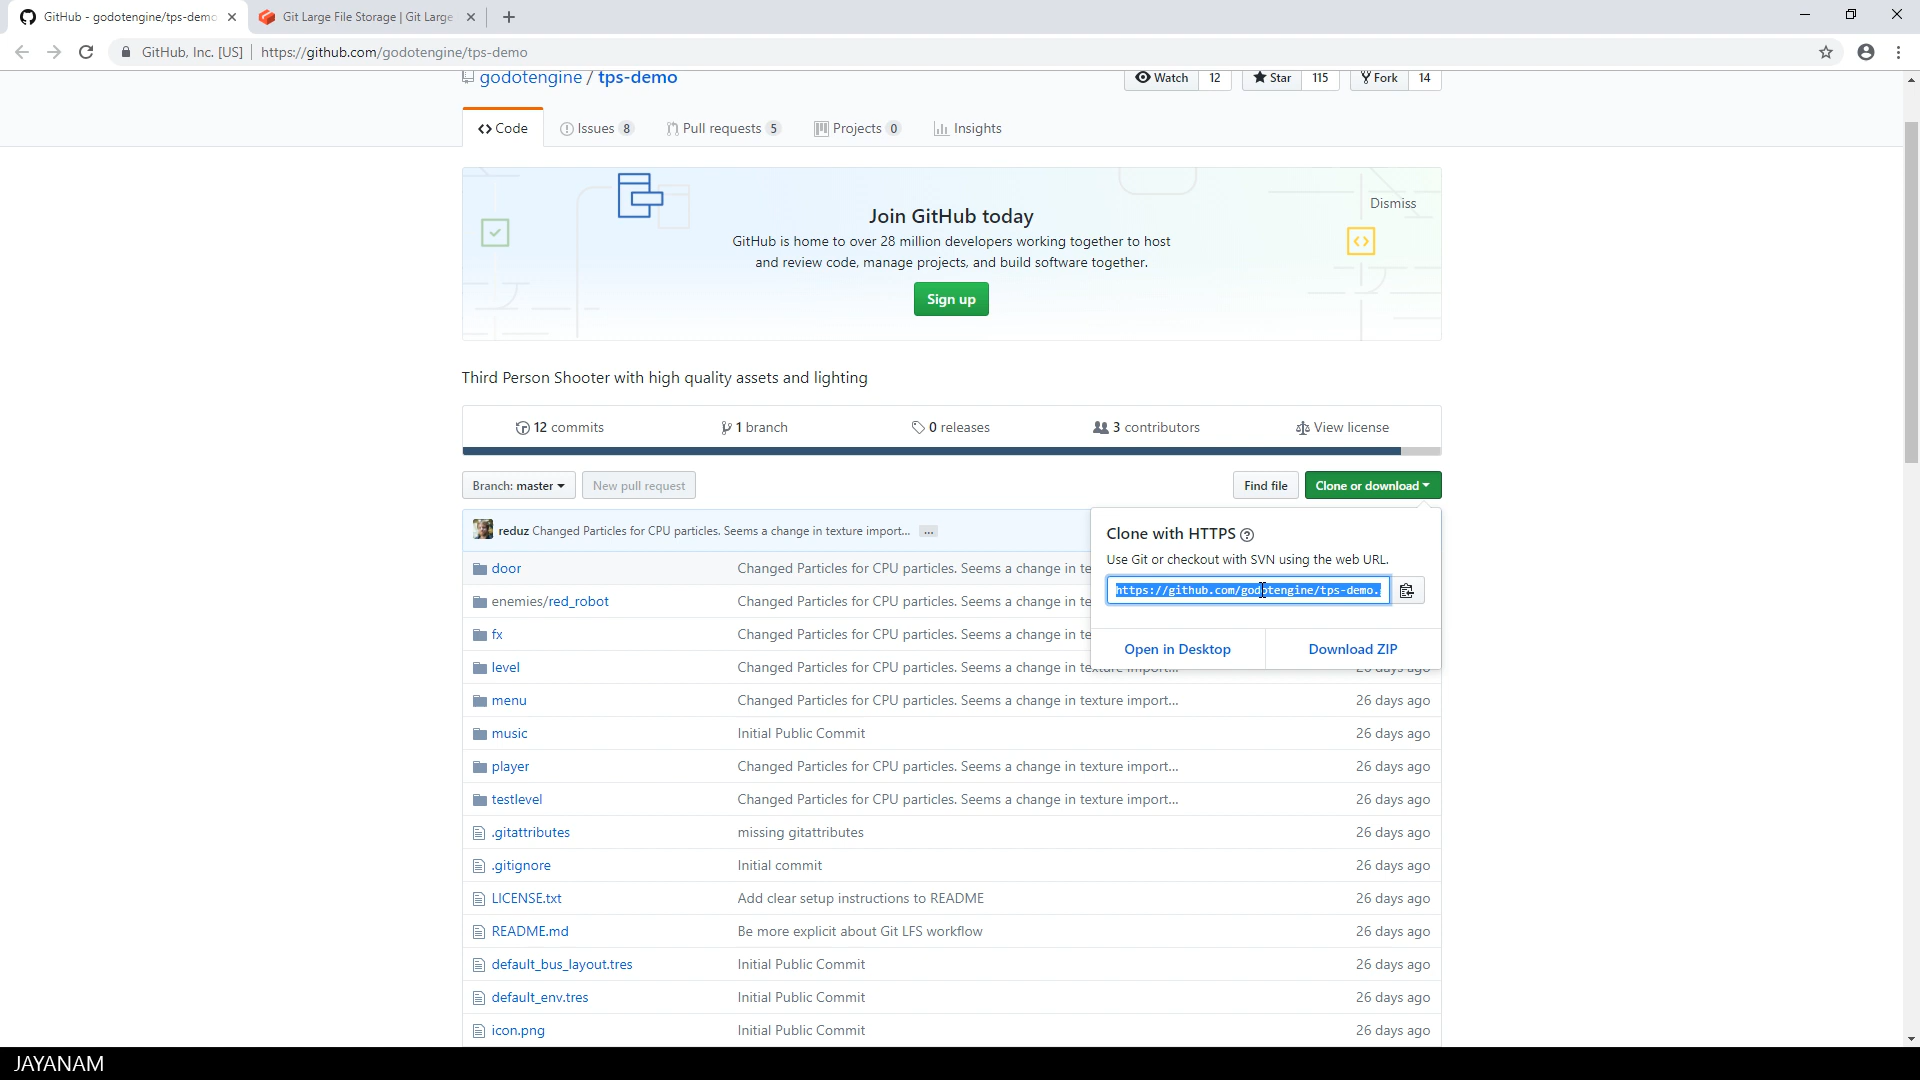 GitHub - godotengine/tps-demo
Git Large File Storage | Git Large
GitHub, Inc. [US] https://github.com/godotengine/tps-demo
godotengine / tps-demo
Watch 12
Star 115
Fork 14
Code
Issues 8
Pull requests 5
Projects 0
Insights
Join GitHub today
Dismiss
GitHub is home to over 28 million developers working together to host
and review code, manage projects, and build software together.
Sign up
Third Person Shooter with high quality assets and lighting
12 commits
1 branch
0 releases
3 contributors
View license
Branch: master
New pull request
Find file
Clone or download
reduz Changed Particles for CPU particles. Seems a change in texture import... ...
Clone with HTTPS
Use Git or checkout with SVN using the web URL.
https://github.com/godotengine/tps-demo.
Open in Desktop
Download ZIP
door Changed Particles for CPU particles. Seems a change in te
enemies/red_robot Changed Particles for CPU particles. Seems a change in te
fx Changed Particles for CPU particles. Seems a change in te
level Changed Particles for CPU particles. Seems a change in texture import... 26 days ago
menu Changed Particles for CPU particles. Seems a change in texture import... 26 days ago
music Initial Public Commit 26 days ago
player Changed Particles for CPU particles. Seems a change in texture import... 26 days ago
testlevel Changed Particles for CPU particles. Seems a change in texture import... 26 days ago
.gitattributes missing gitattributes 26 days ago
.gitignore Initial commit 26 days ago
LICENSE.txt Add clear setup instructions to README 26 days ago
README.md Be more explicit about Git LFS workflow 26 days ago
default_bus_layout.tres Initial Public Commit 26 days ago
default_env.tres Initial Public Commit 26 days ago
icon.png Initial Public Commit 26 days ago
JAYANAM